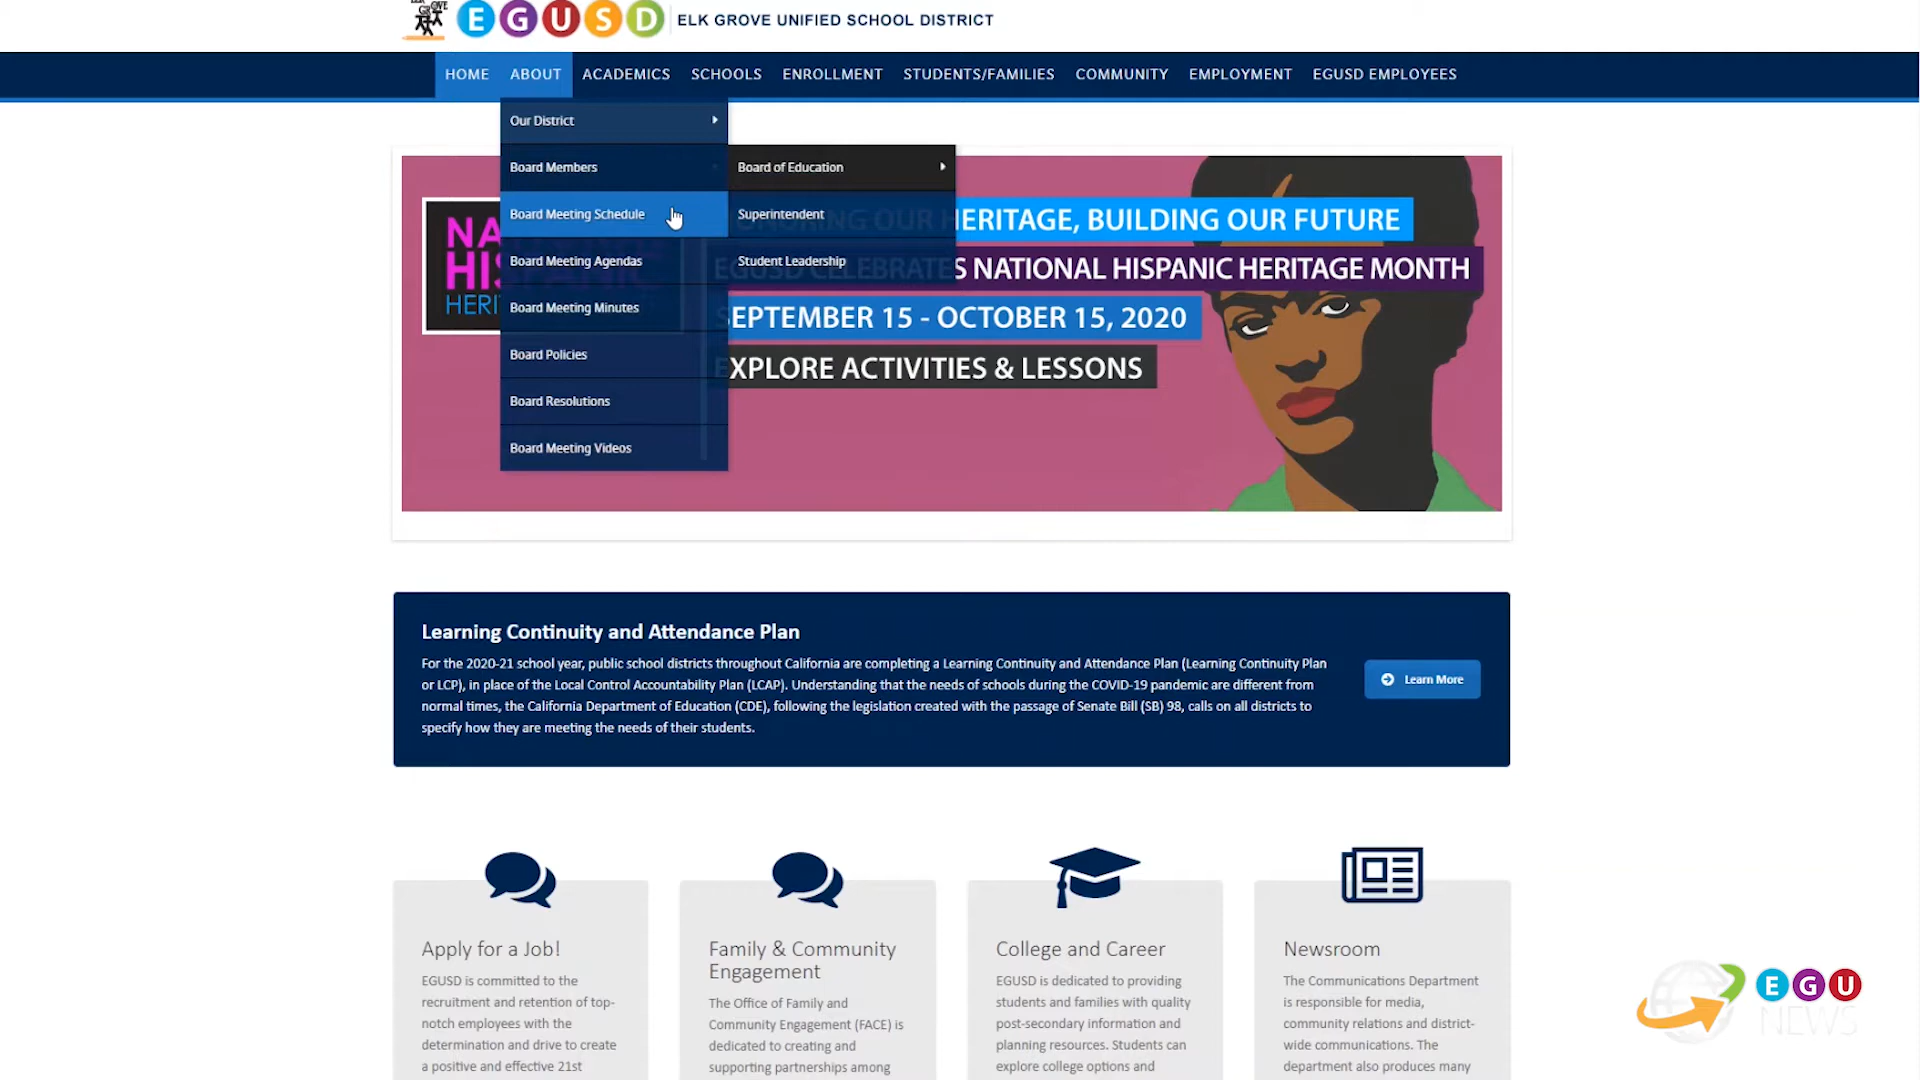 ELK GROVE
E G U S D ELK GROVE UNIFIED SCHOOL DISTRICT
HOME ABOUT ACADEMICS SCHOOLS ENROLLMENT STUDENTS/FAMILIES COMMUNITY EMPLOYMENT EGUSD EMPLOYEES
Our District
Board Members
Board Meeting Schedule
Board Meeting Agendas
Board Meeting Minutes
Board Policies
Board Resolutions
Board Meeting Videos
Board of Education
Superintendent
Student Leadership
HONORING OUR HERITAGE, BUILDING OUR FUTURE
EGUSD CELEBRATES NATIONAL HISPANIC HERITAGE MONTH
SEPTEMBER 15 - OCTOBER 15, 2020
EXPLORE ACTIVITIES & LESSONS
Learning Continuity and Attendance Plan
For the 2020-21 school year, public school districts throughout California are completing a Learning Continuity and Attendance Plan (Learning Continuity Plan
or LCP), in place of the Local Control Accountability Plan (LCAP). Understanding that the needs of schools during the COVID-19 pandemic are different from
normal times, the California Department of Education (CDE), following the legislation created with the passage of Senate Bill (SB) 98, calls on all districts to
specify how they are meeting the needs of their students.
Learn More
Apply for a Job!
EGUSD is committed to the
recruitment and retention of top-
notch employees with the
determination and drive to create
a positive and effective 21st
Family & Community
Engagement
The Office of Family and
Community Engagement (FACE) is
dedicated to creating and
supporting partnerships among
College and Career
EGUSD is dedicated to providing
students and families with quality
post-secondary information and
planning resources. Students can
explore college options and
Newsroom
The Communications Department
is responsible for media,
community relations and district-
wide communications. The
department also produces many
E G U
NEWS